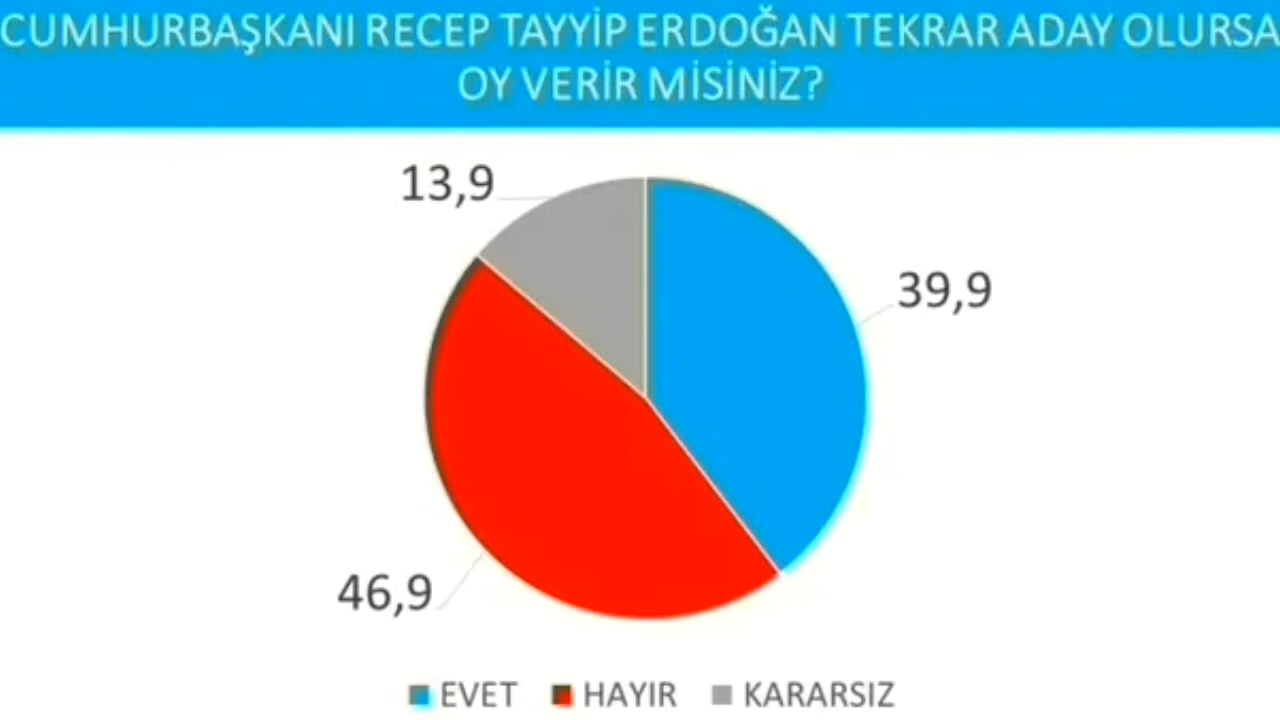 CUMHURBAŞKANI RECEP TAYYİP ERDOĞAN TEKRAR ADAY OLURSA
OY VERİR MİSİNİZ?
13,9
39,9
46,9
EVET HAYIR KARARSIZ